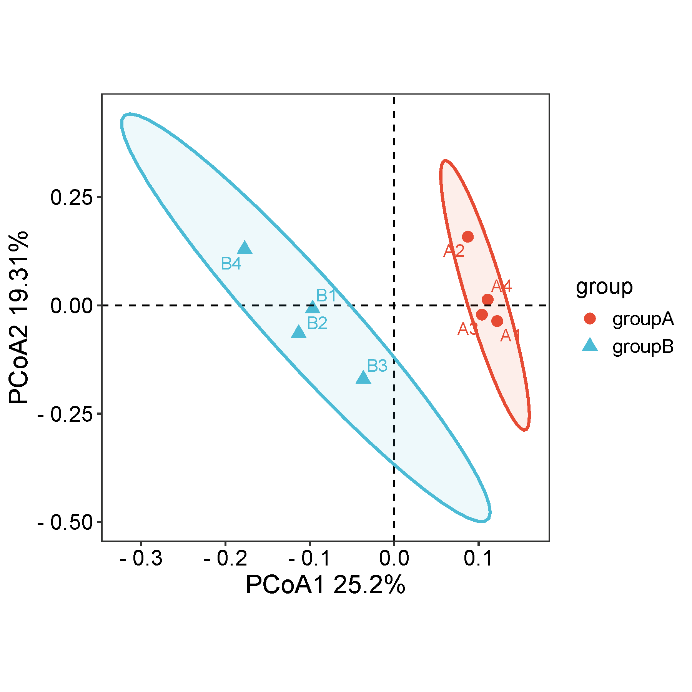 0.25
0.00
- 0.25
- 0.50
PCoA2 19.31%
- 0.3
- 0.2
- 0.1
0.0
0.1
PCoA1 25.2%
B4
B1
B2
B3
A2
A4
A3
A1
group
groupA
groupB